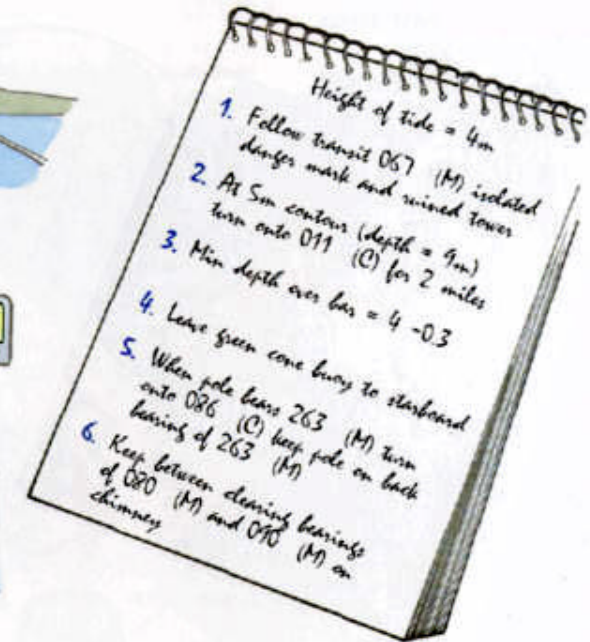 Height of tide = 4m
1. Follow transit 067 (M) isolated
danger mark and ruined tower
2. At 5m contour (depth = 9m)
turn onto 011 (C) for 2 miles
3. Min depth over bar = 4 -0.3
4. Leave green cone buoy to starboard
5. When pole bears 263 (M) turn
onto 086 (C) keep pole on back
bearing of 263 (M)
6. Keep between clearing bearings
of 080 (M) and 090 (M) on
chimney